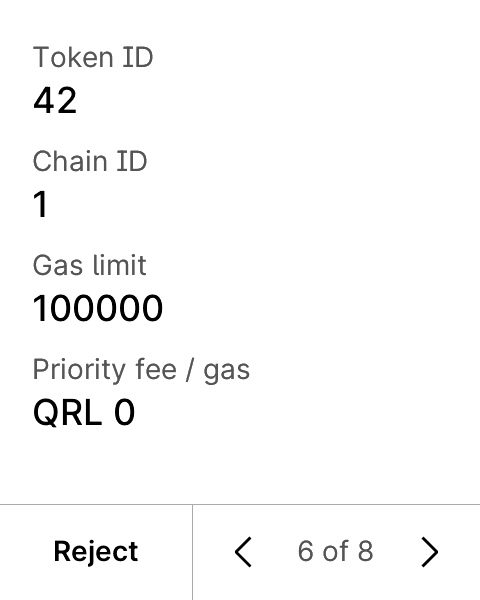 Token ID
42
Chain ID
1
Gas limit
100000
Priority fee / gas
QRL 0
Reject
6 of 8